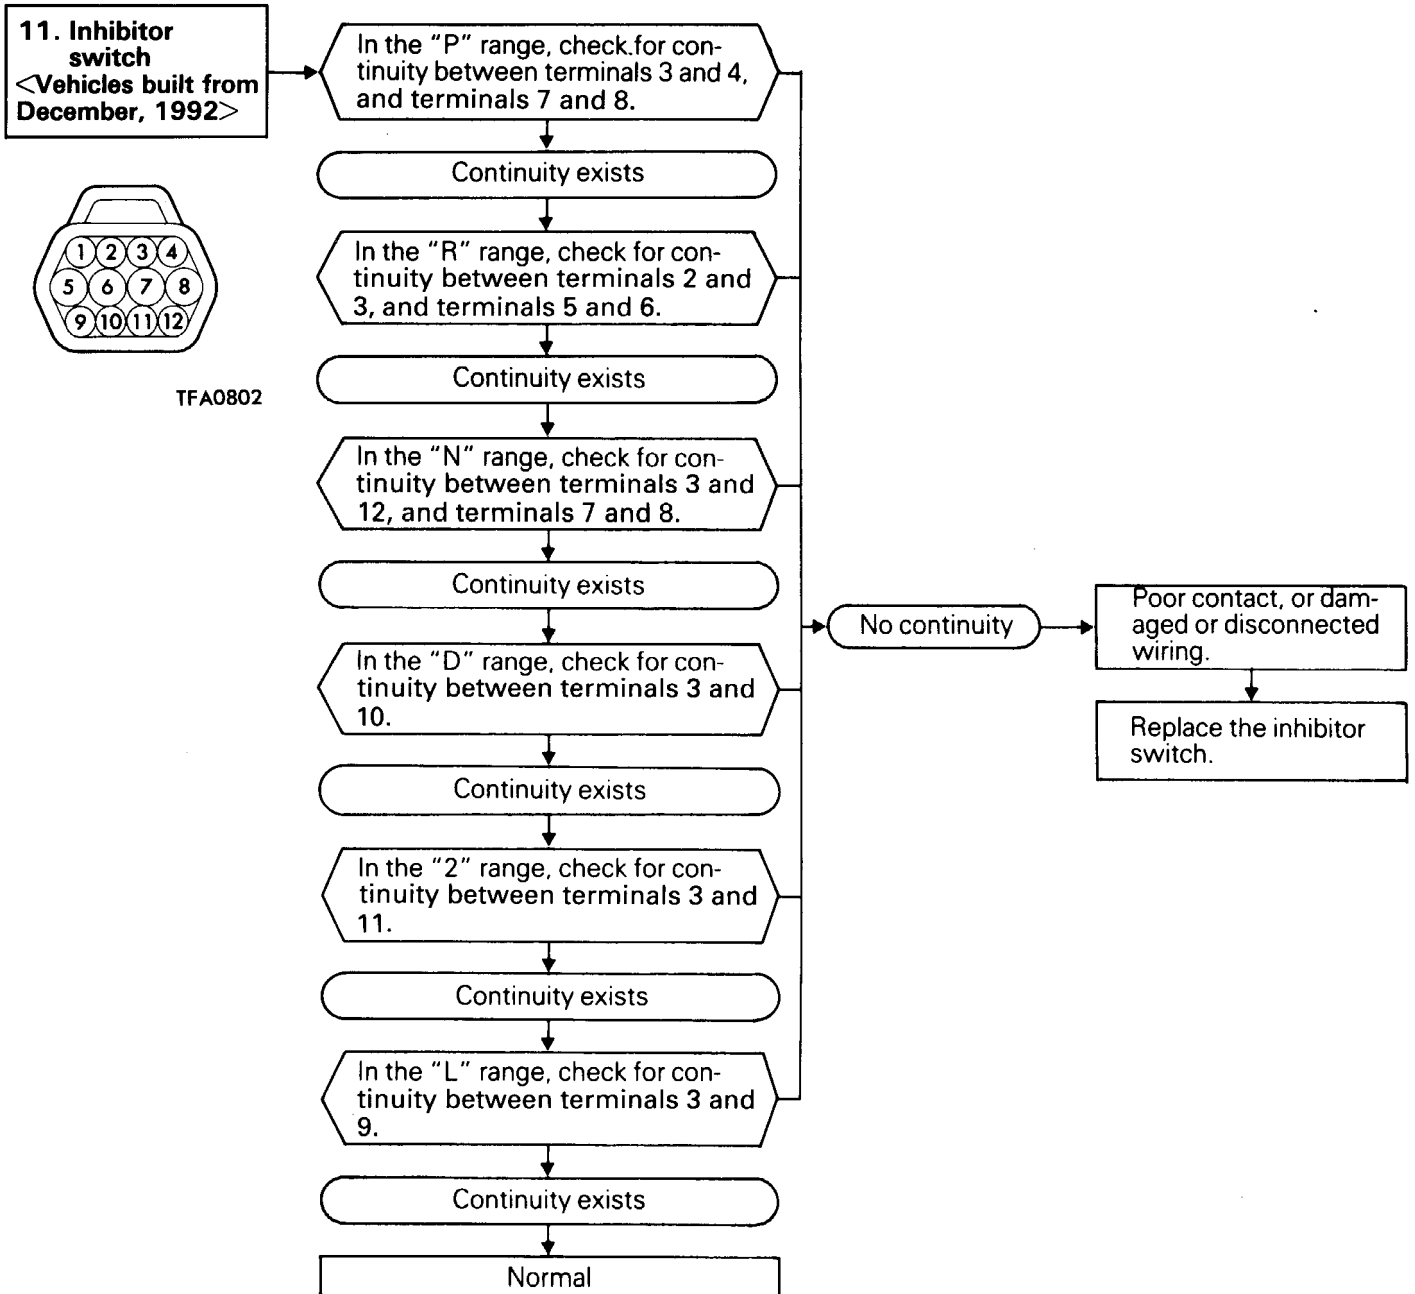 11. Inhibitor
switch
<Vehicles built from
December, 1992>
In the "P" range, check.for con-
tinuity between terminals 3 and 4,
and terminals 7 and 8.
Continuity exists
1 2 3 4
5 6 7 8
9 10 11 12
TFA0802
In the "R" range, check for con-
tinuity between terminals 2 and
3, and terminals 5 and 6.
Continuity exists
In the "N" range, check for con-
tinuity between terminals 3 and
12, and terminals 7 and 8.
Continuity exists
In the "D" range, check for con-
tinuity between terminals 3 and
10.
Continuity exists
In the "2" range, check for con-
tinuity between terminals 3 and
11.
Continuity exists
In the "L" range, check for con-
tinuity between terminals 3 and
9.
Continuity exists
Normal
No continuity
Poor contact, or dam-
aged or disconnected
wiring.
Replace the inhibitor
switch.